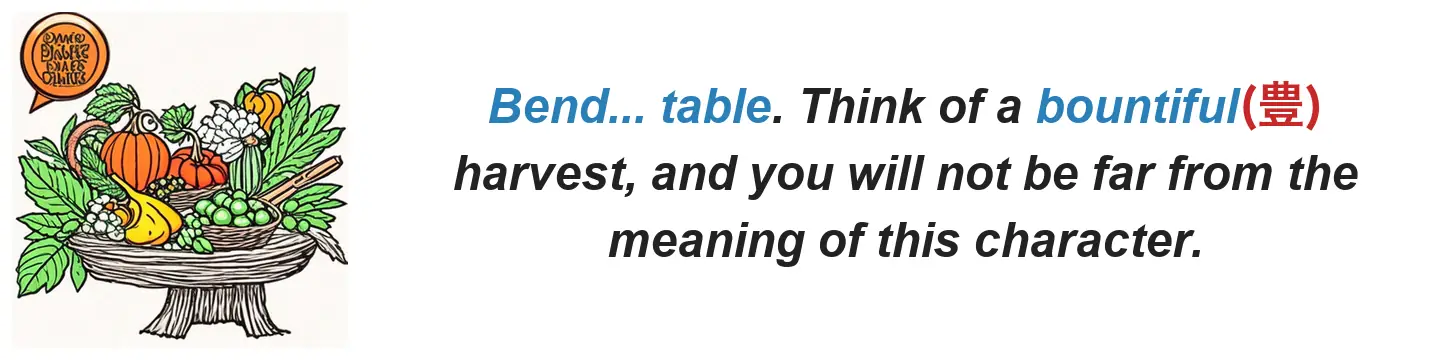 Bend... table. Think of a bountiful(豊)
harvest, and you will not be far from the
meaning of this character.